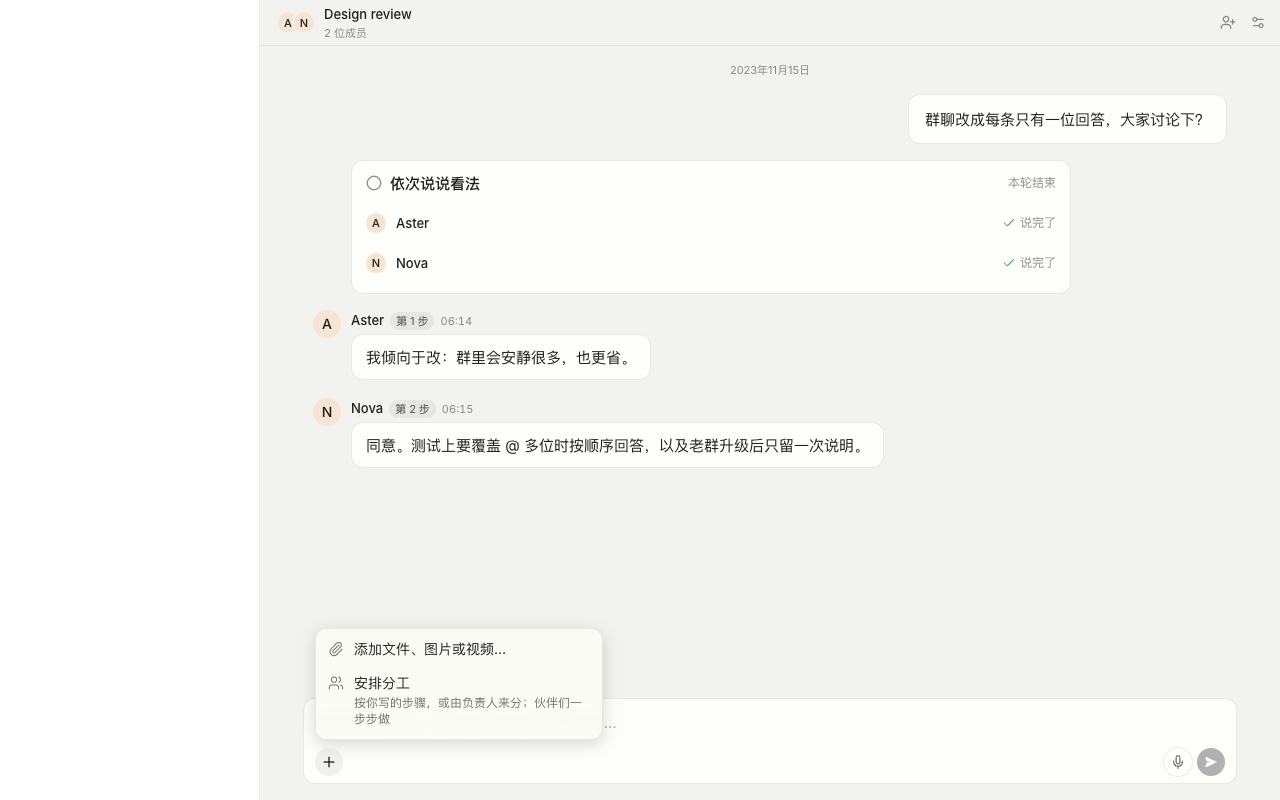 A N
Design review
2 位成员
2023年11月15日
群聊改成每条只有一位回答，大家讨论下?
依次说说看法
本轮结束
A
Aster
说完了
N
Nova
说完了
A
Aster
第 1 步
06:14
我倾向于改：群里会安静很多，也更省。
N
Nova
第 2 步
06:15
同意。测试上要覆盖 @ 多位时按顺序回答，以及老群升级后只留一次说明。
添加文件、图片或视频...
安排分工
按你写的步骤，或由负责人来分；伙伴们一
步步做
...